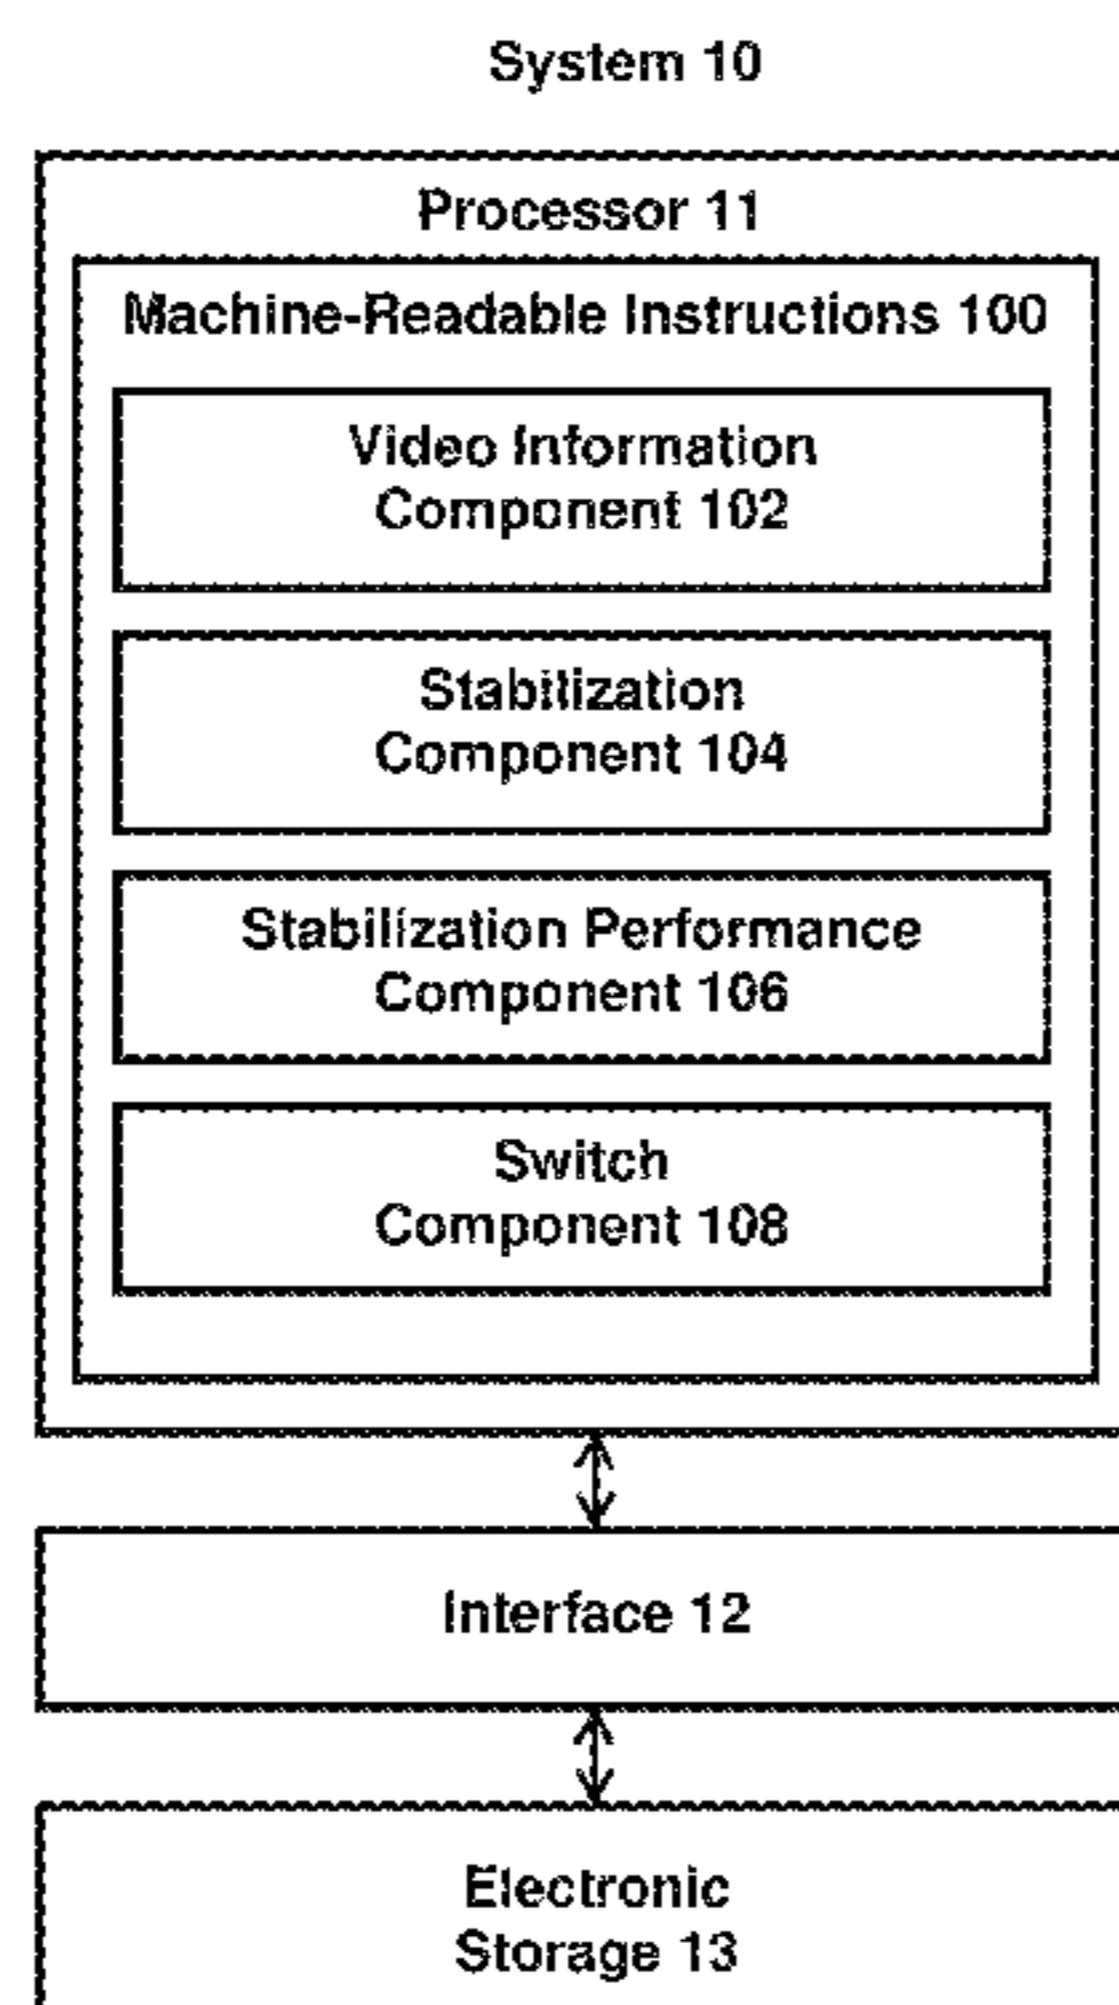 System 10
Processor 11
Machine-Readable Instructions 100
Video Information
Component 102
Stabilization
Component 104
Stabilization Performance
Component 106
Switch
Component 108
Interface 12
Electronic
Storage 13